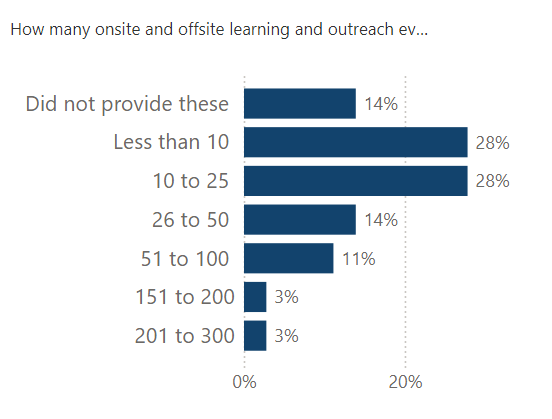 How many onsite and offsite learning and outreach ev...
Did not provide these 14%
Less than 10 28%
10 to 25 28%
26 to 50 14%
51 to 100 11%
151 to 200 3%
201 to 300 3%
0% 20%